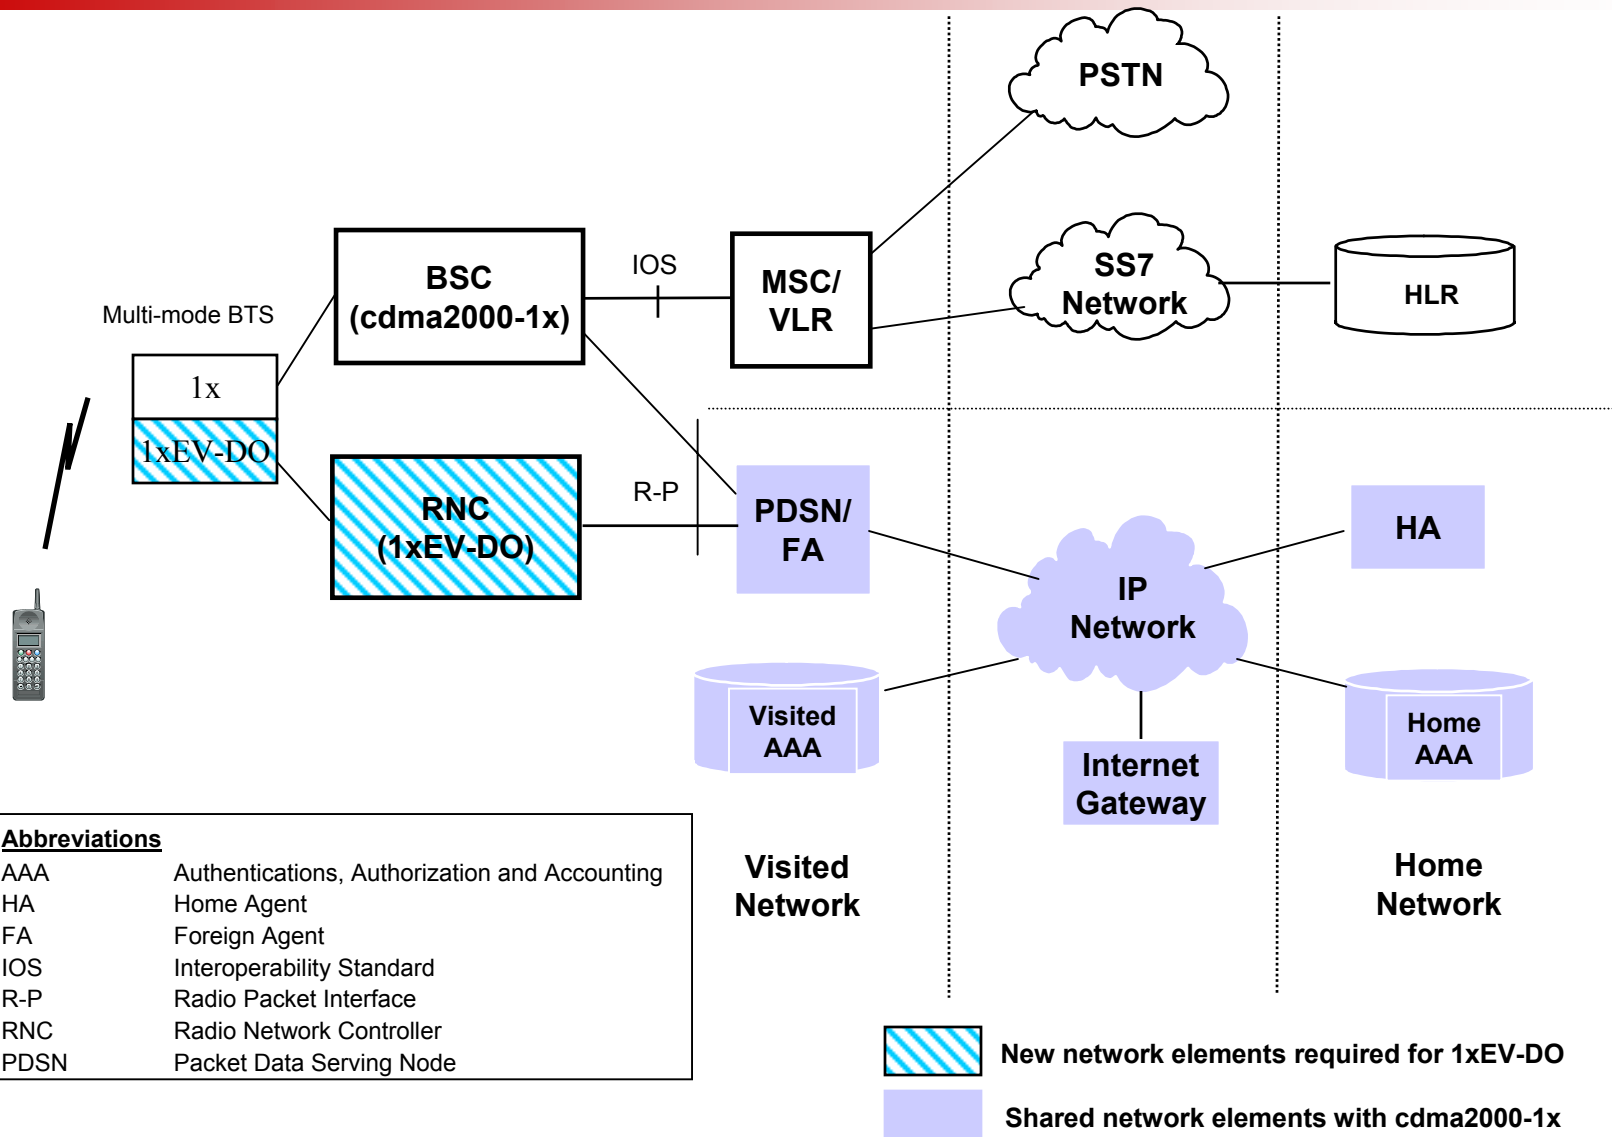 PSTN
BSC
(cdma2000-1x)
IOS
MSC/
VLR
SS7
Network
HLR
Multi-mode BTS
1x
1xEV-DO
RNC
(1xEV-DO)
R-P
PDSN/
FA
IP
Network
HA
Visited
AAA
Internet
Gateway
Home
AAA
Abbreviations
AAA Authentications, Authorization and Accounting
HA Home Agent
FA Foreign Agent
IOS Interoperability Standard
R-P Radio Packet Interface
RNC Radio Network Controller
PDSN Packet Data Serving Node
Visited
Network
Home
Network
New network elements required for 1xEV-DO
Shared network elements with cdma2000-1x